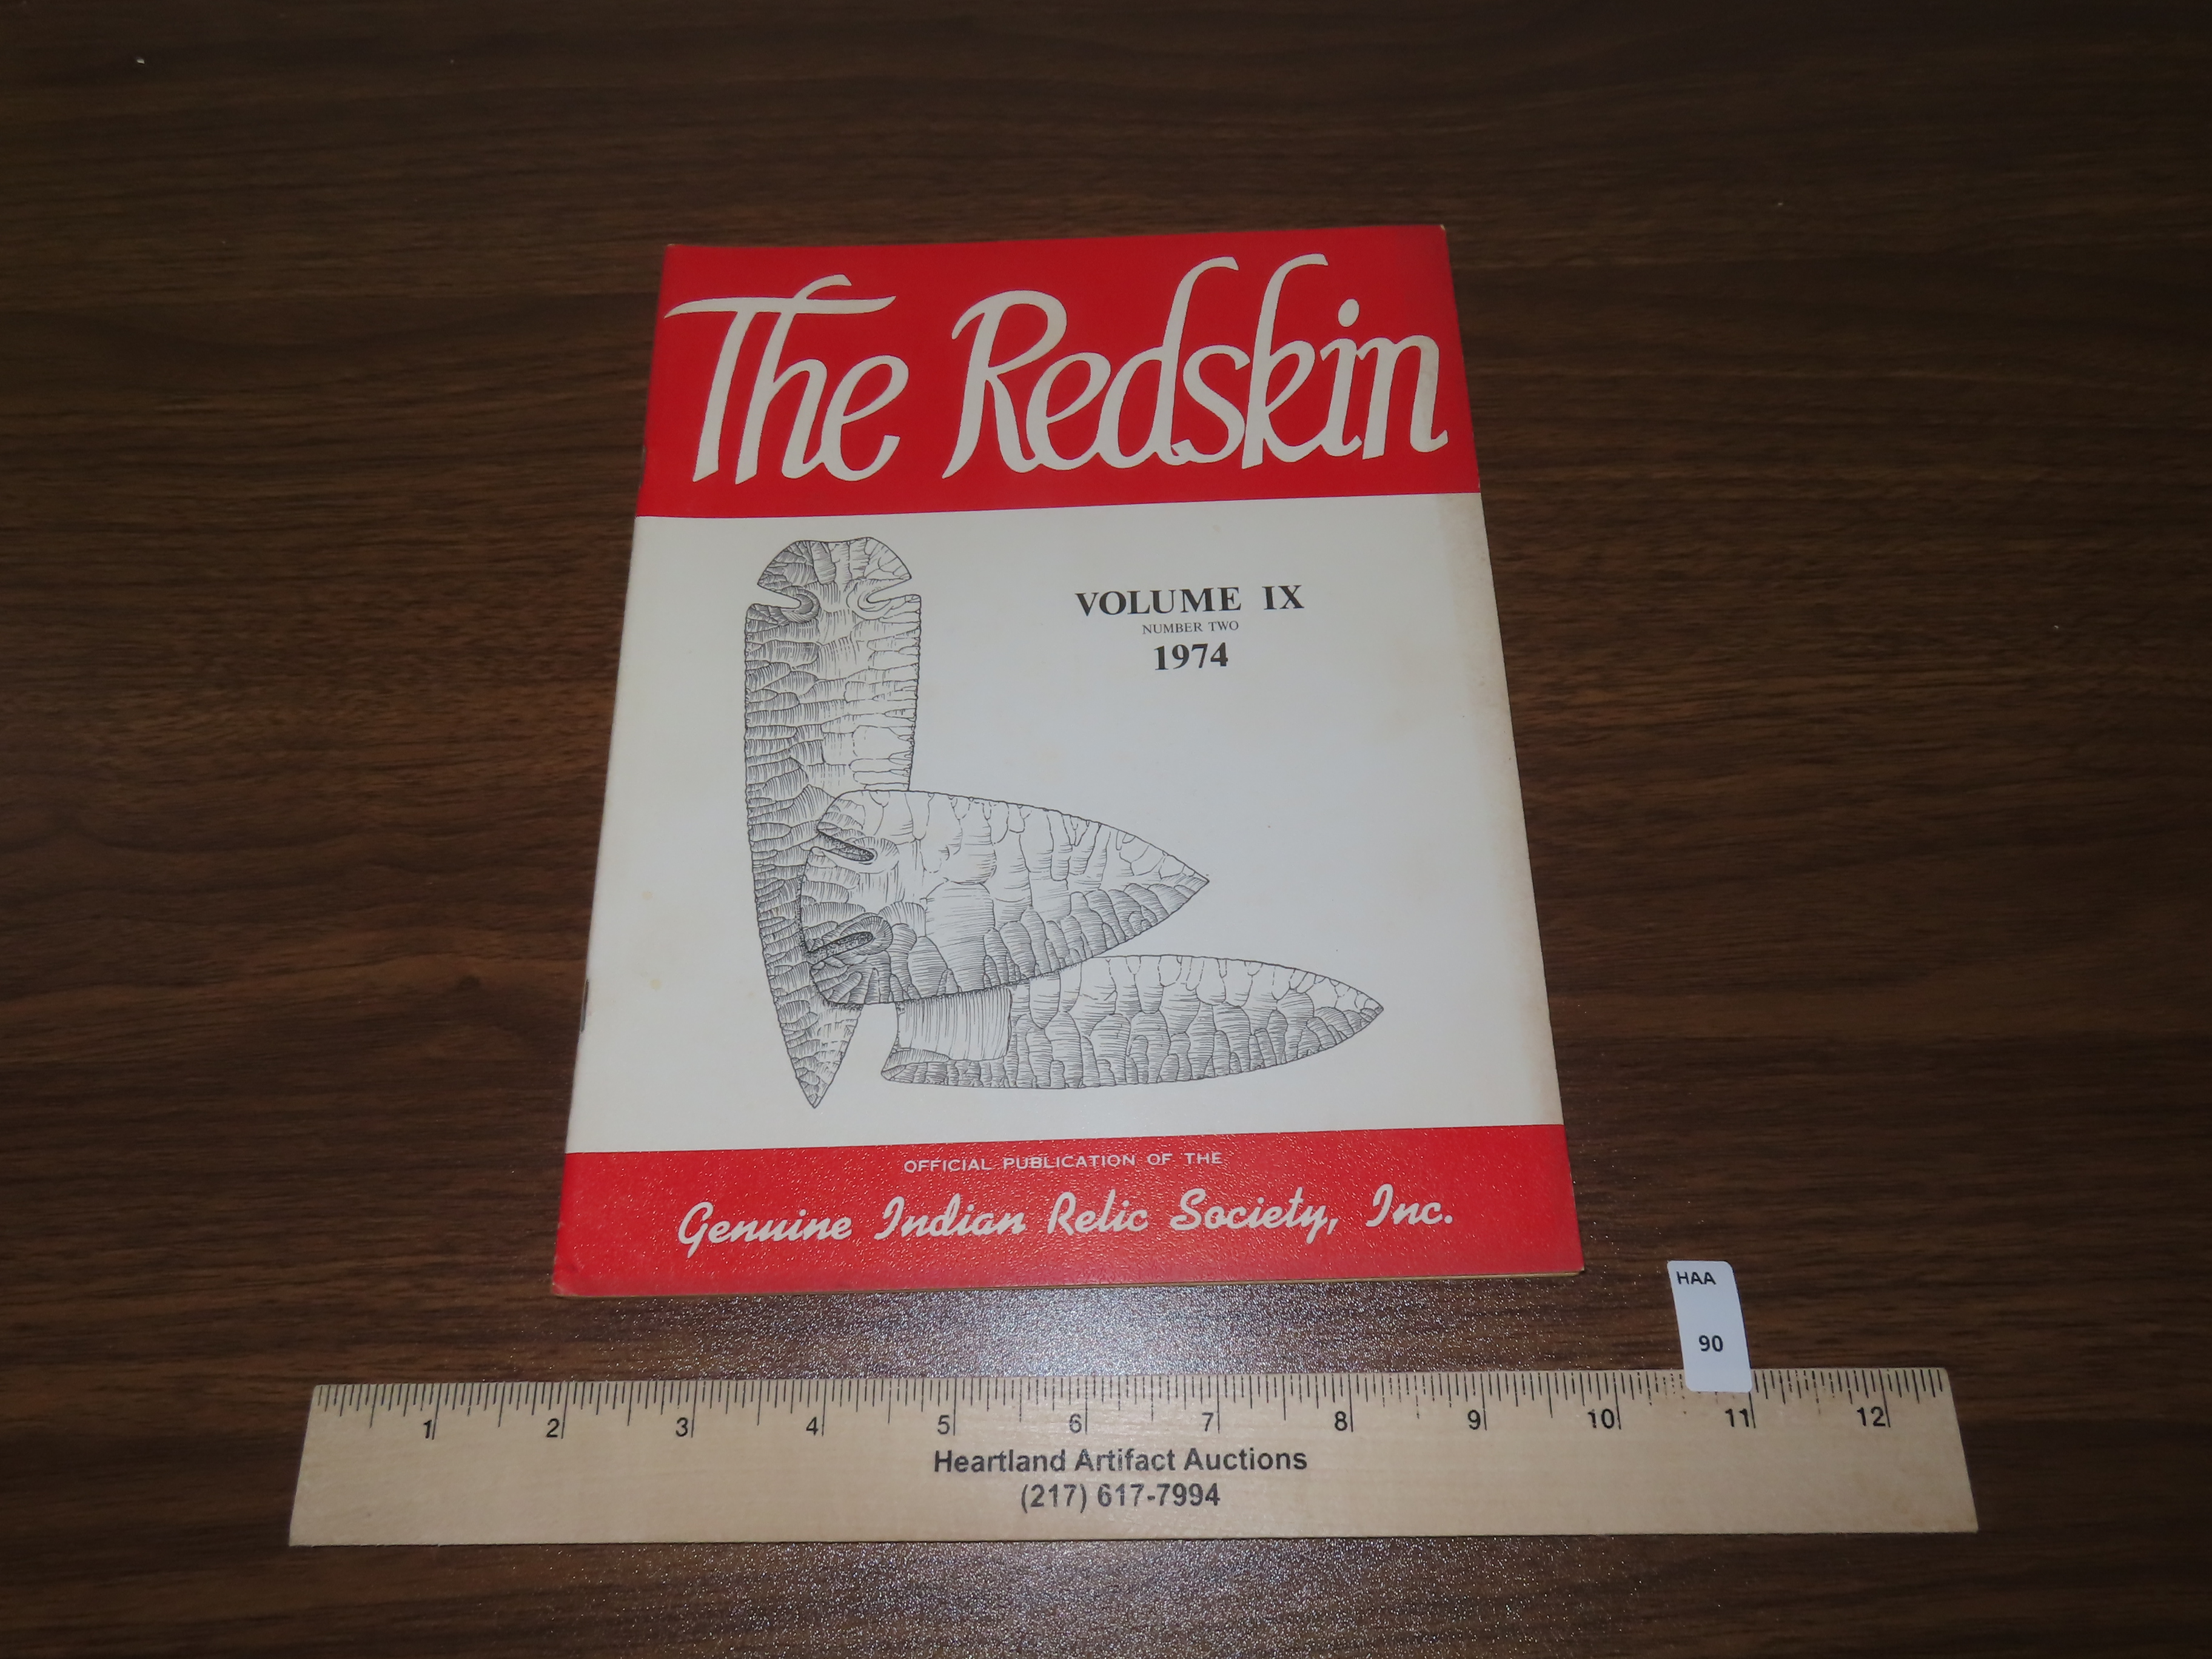 The Redskin
VOLUME IX
NUMBER TWO
1974
OFFICIAL PUBLICATION OF THE
Genuine Indian Relic Society, Inc.
HAA
90
1 2 3 4 5 6 7 8 9 10 11 12
Heartland Artifact Auctions
(217) 617-7994